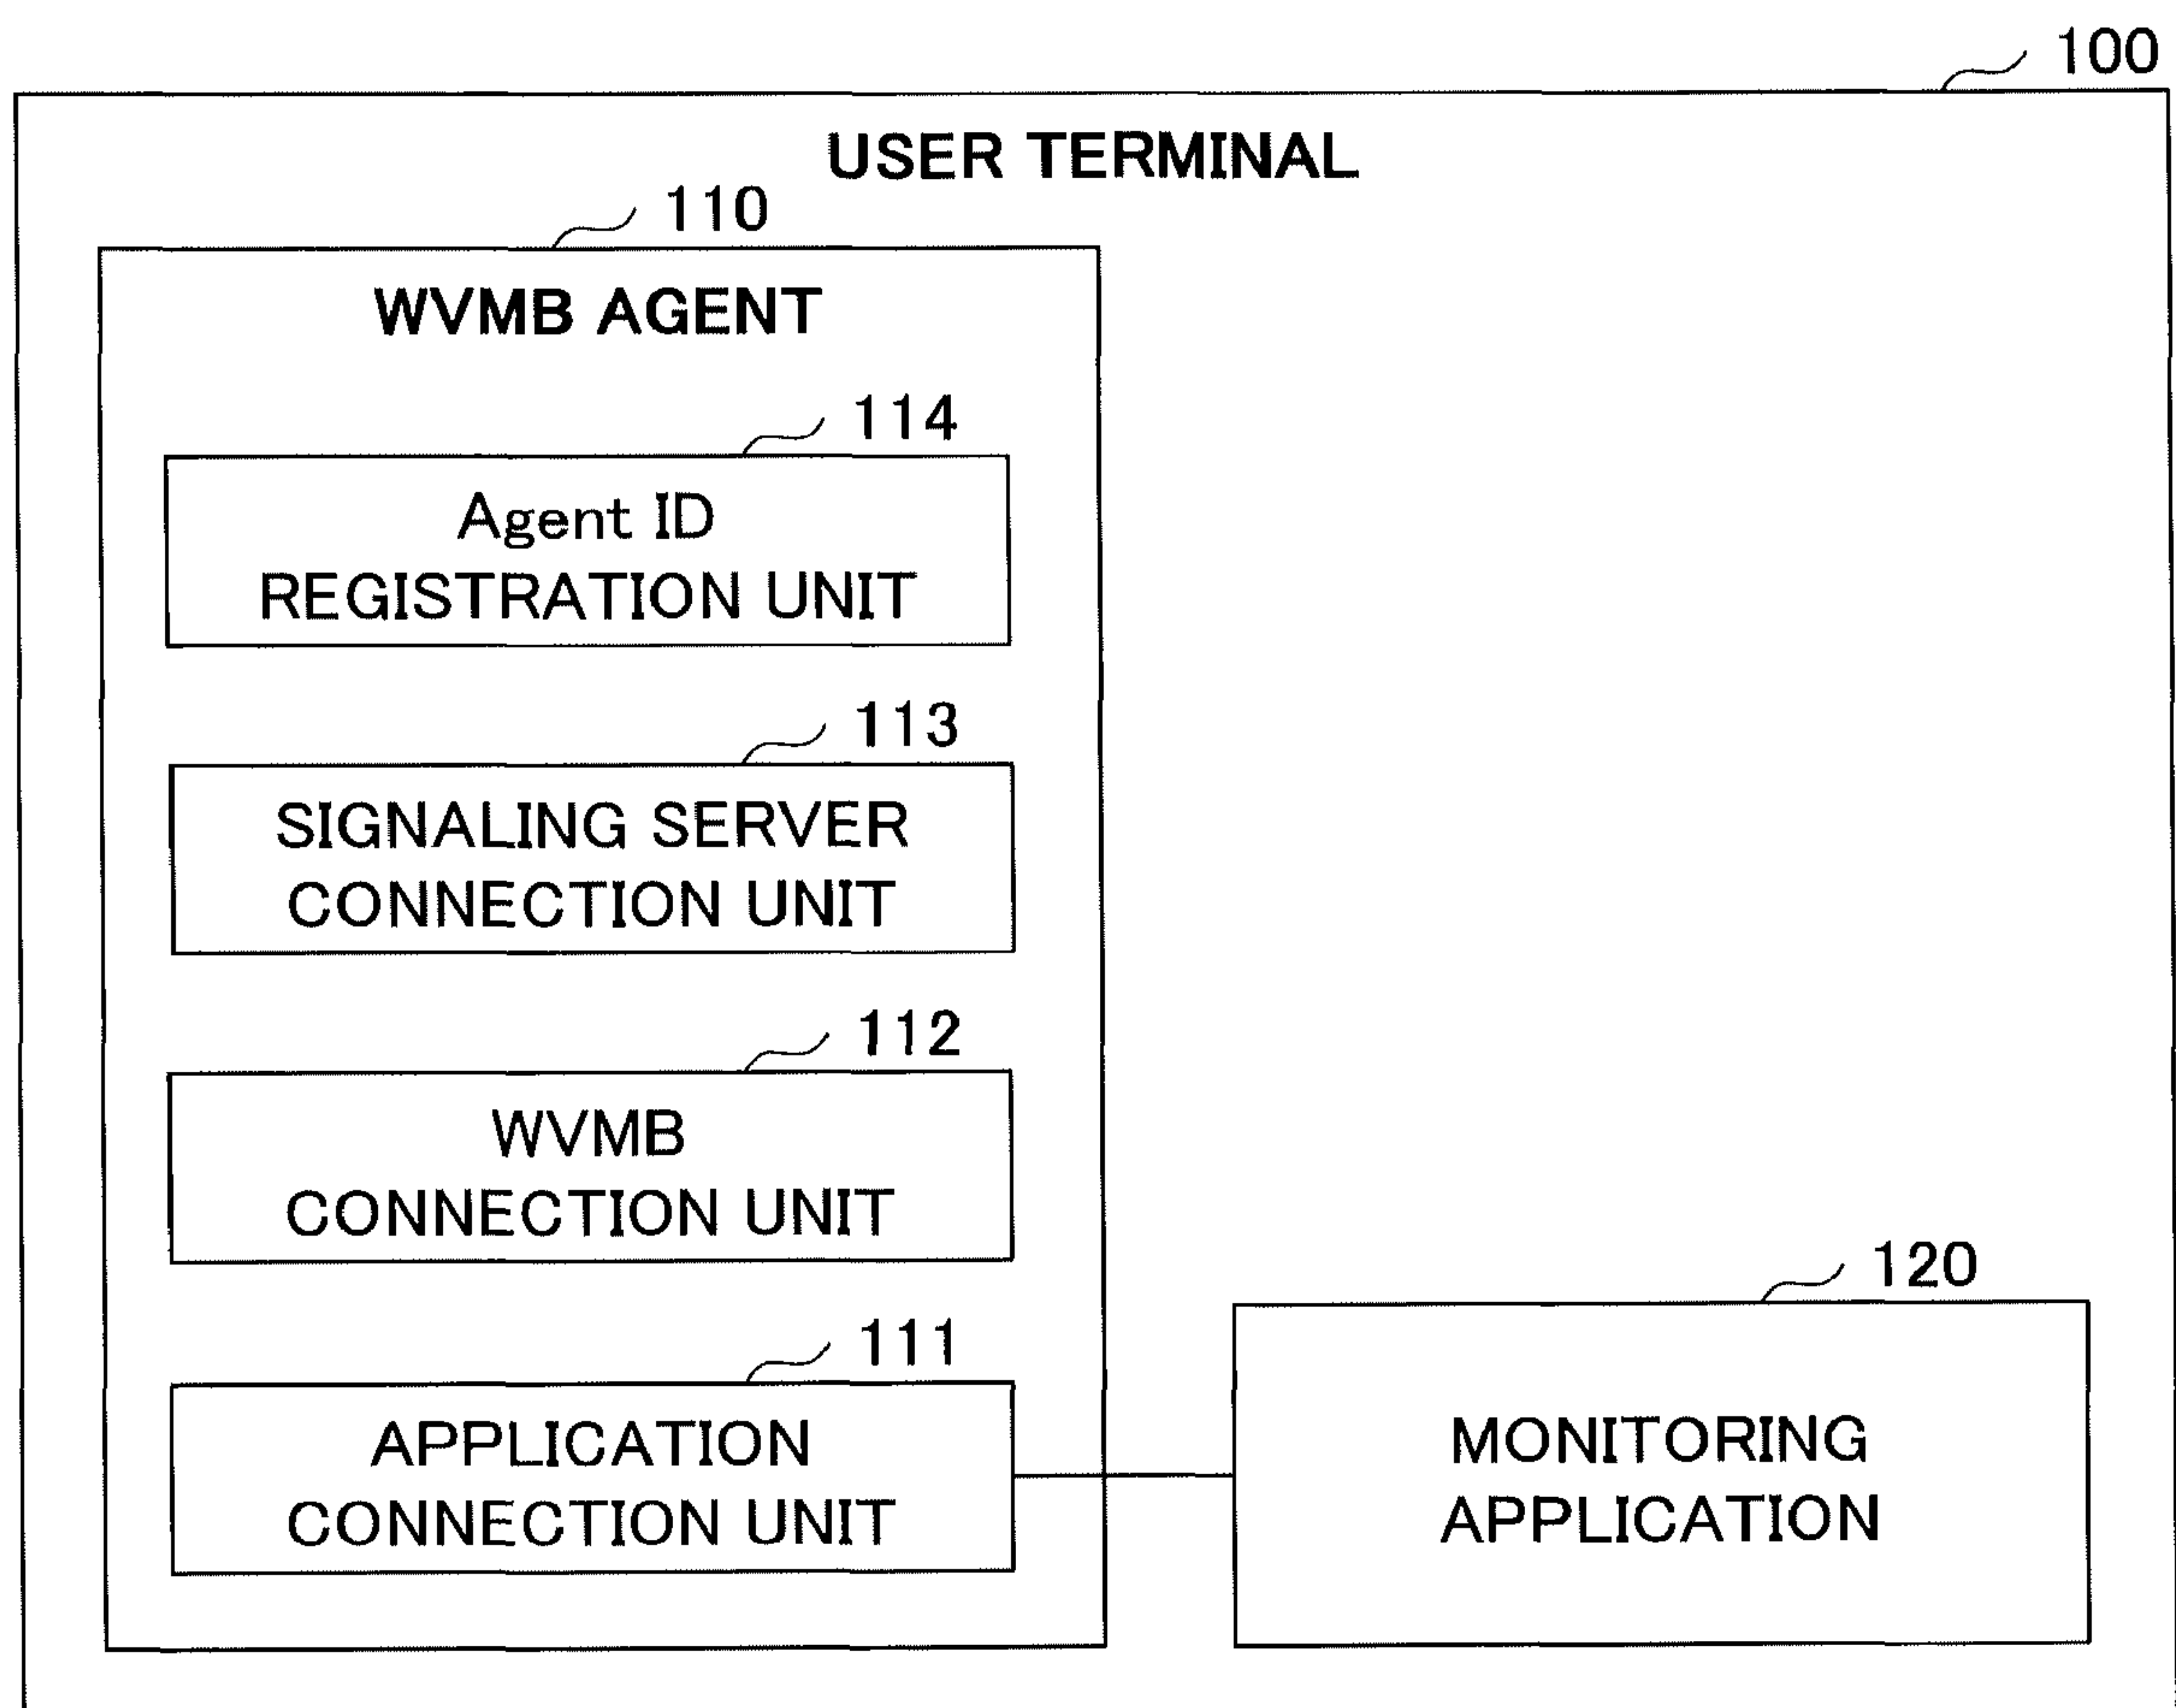 100
USER TERMINAL
110
WVMB AGENT
114
Agent ID
REGISTRATION UNIT
113
SIGNALING SERVER
CONNECTION UNIT
112
WVMB
CONNECTION UNIT
111
APPLICATION
CONNECTION UNIT
120
MONITORING
APPLICATION